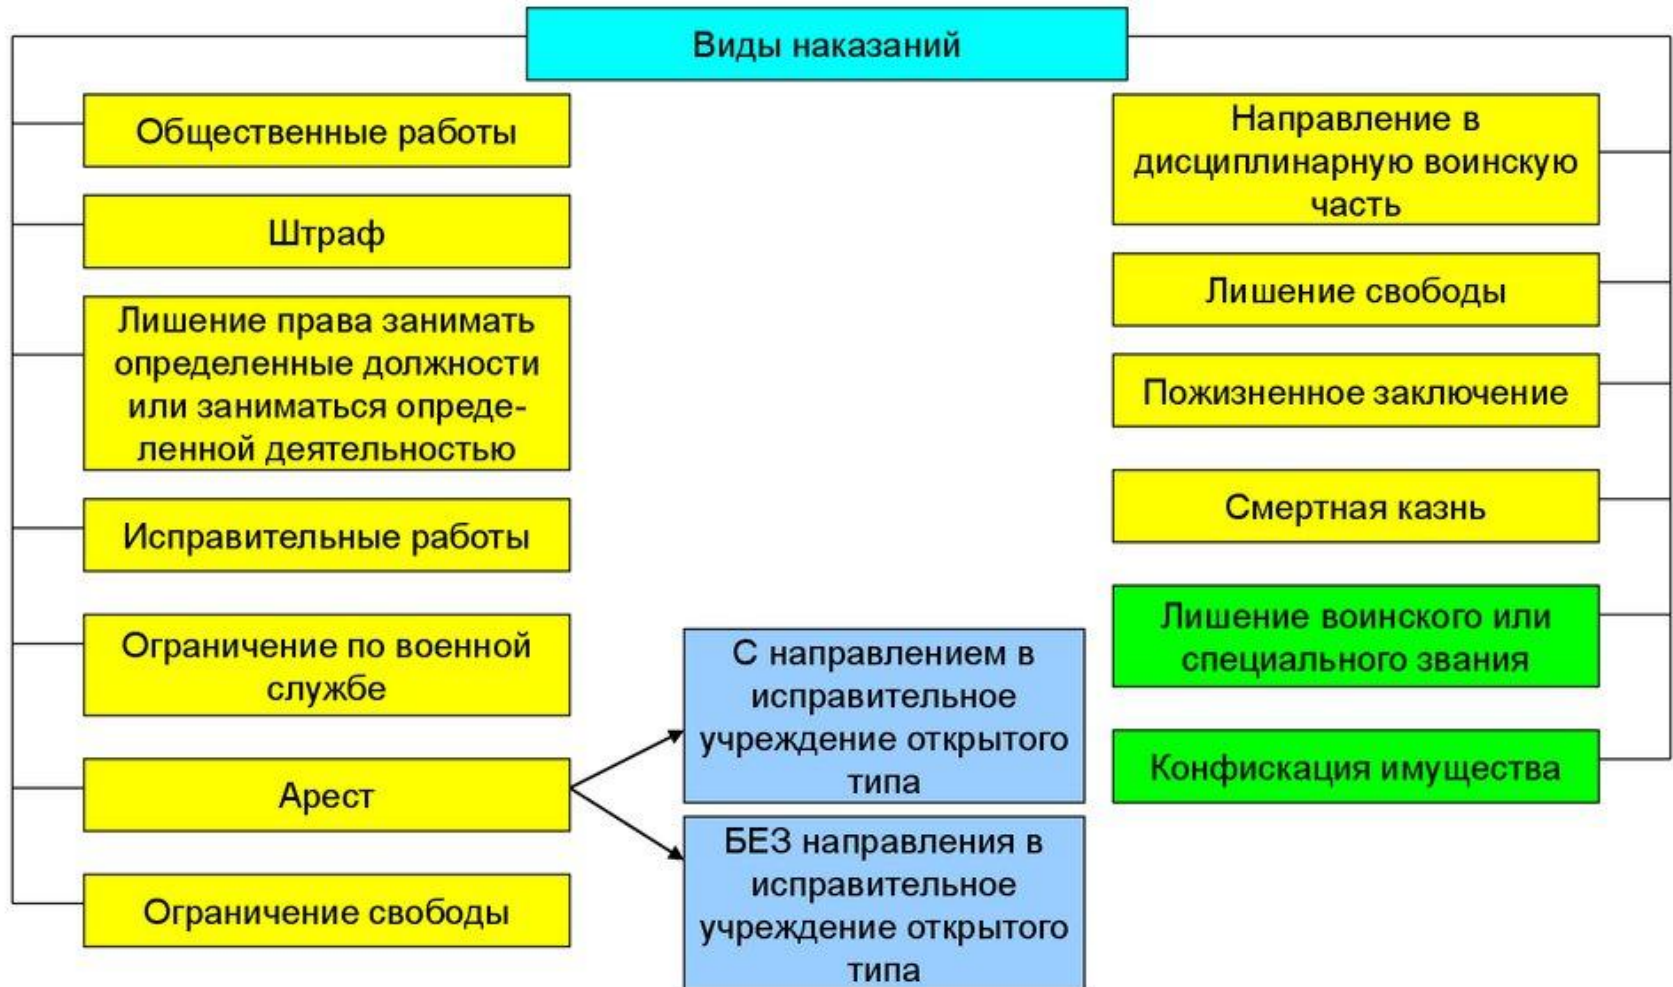 Виды наказаний
Общественные работы
Штраф
Лишение права занимать
определенные должности
или заниматься опреде-
ленной деятельностью
Исправительные работы
Ограничение по военной
службе
Арест
Ограничение свободы
С направлением в
исправительное
учреждение открытого
типа
БЕЗ направления в
исправительное
учреждение открытого
типа
Направление в
дисциплинарную воинскую
часть
Лишение свободы
Пожизненное заключение
Смертная казнь
Лишение воинского или
специального звания
Конфискация имущества